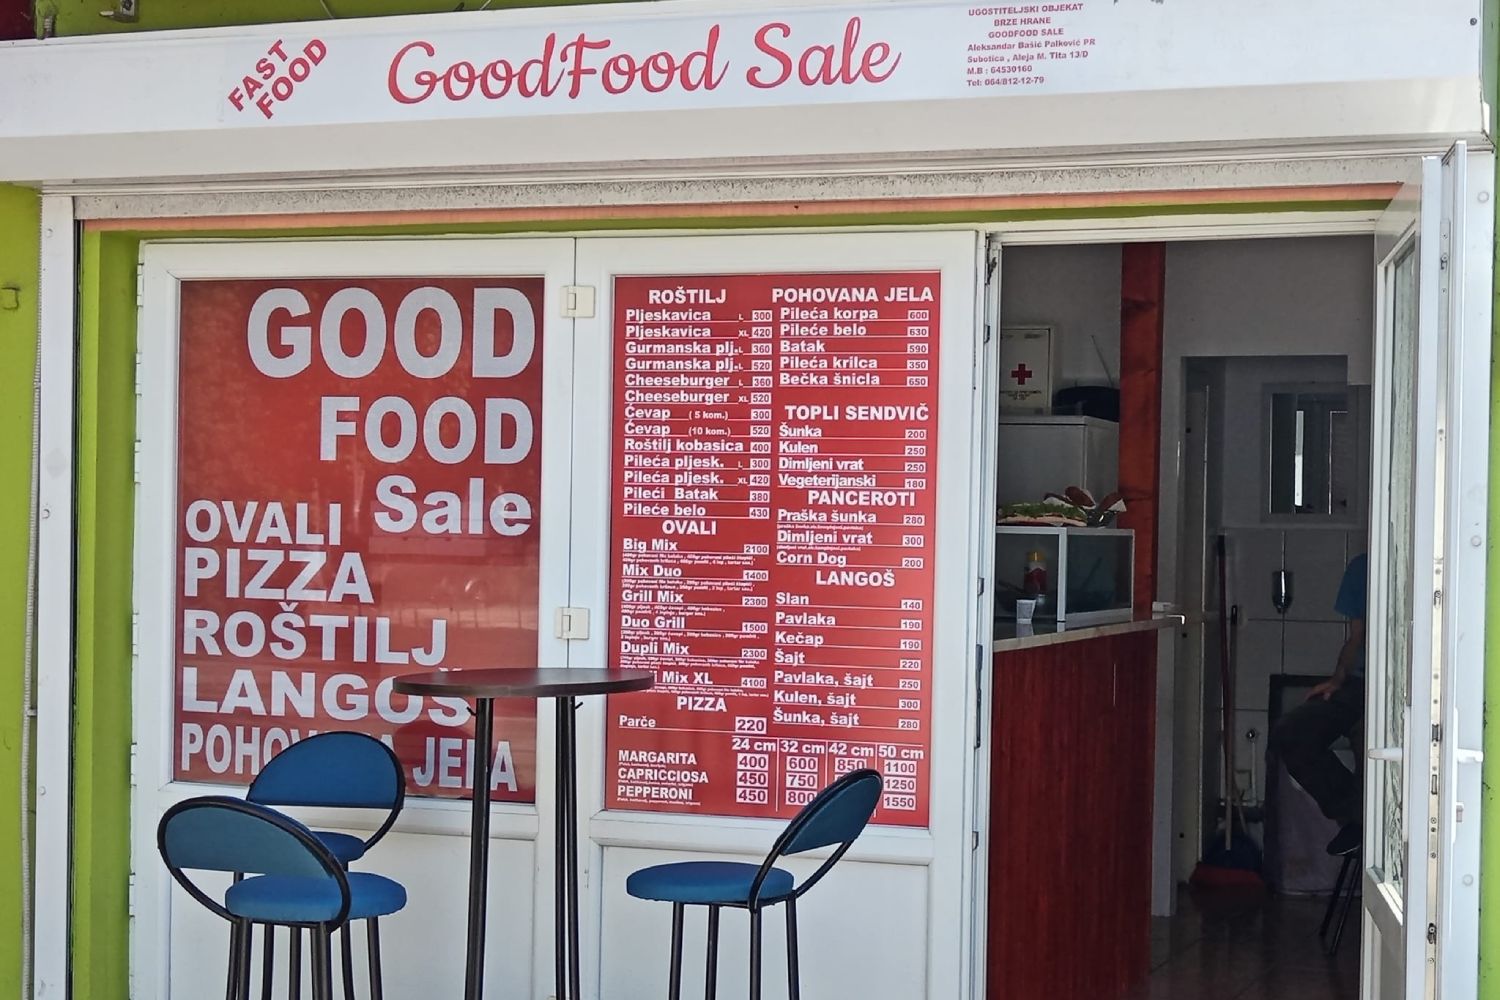 FAST
FOOD
GoodFood Sale
UGOSTITELJSKI OBJEKAT
BRZE HRANE
GOODFOOD SALE
Aleksandar Bašić Palković PR
Subotica , Aleja M. Tita 13/D
M.B : 64530160
Tel: 064/812-12-79
GOOD
FOOD
Sale
OVALI
PIZZA
ROŠTILJ
LANGOŠ
JELA
ROŠTILJ
Pljeskavica L 300
Pljeskavica XL 420
Gurmanska plj. L 360
Gurmanska plj. 520
Cheeseburger L 360
Cheeseburger XL 520
Ćevap ( 5 kom.) 300
Ćevap (10 kom.) 520
Roštilj kobasica 400
Pileća pljesk. L 300
Pileća pljesk. XL 420
Pileći Batak 380
Pileće belo 430
OVALI
Big Mix 2100
Mix Duo 1400
Grill Mix 2300
Duo Grill 1500
Dupli Mix 2300
Mix XL 4100
PIZZA
Parče 220
24 cm 32 cm 42 cm 50 cm
MARGARITA 400 600 850 1100
CAPRICCIOSA 450 750 1250
PEPPERONI 450 800 1550
POHOVANA JELA
Pileća korpa 600
Pileće belo 630
Batak 590
Pileća krilca 350
Bečka šnicla 650
TOPLI SENDVIČ
Šunka 200
Kulen 250
Dimljeni vrat 250
Vegeterijanski 180
PANCEROTI
Praška šunka 280
Dimljeni vrat 300
Corn Dog 200
LANGOŠ
Slan 140
Pavlaka 190
Kečap 190
Šajt 220
Pavlaka, šajt 250
Kulen, šajt 300
Šunka, šajt 280